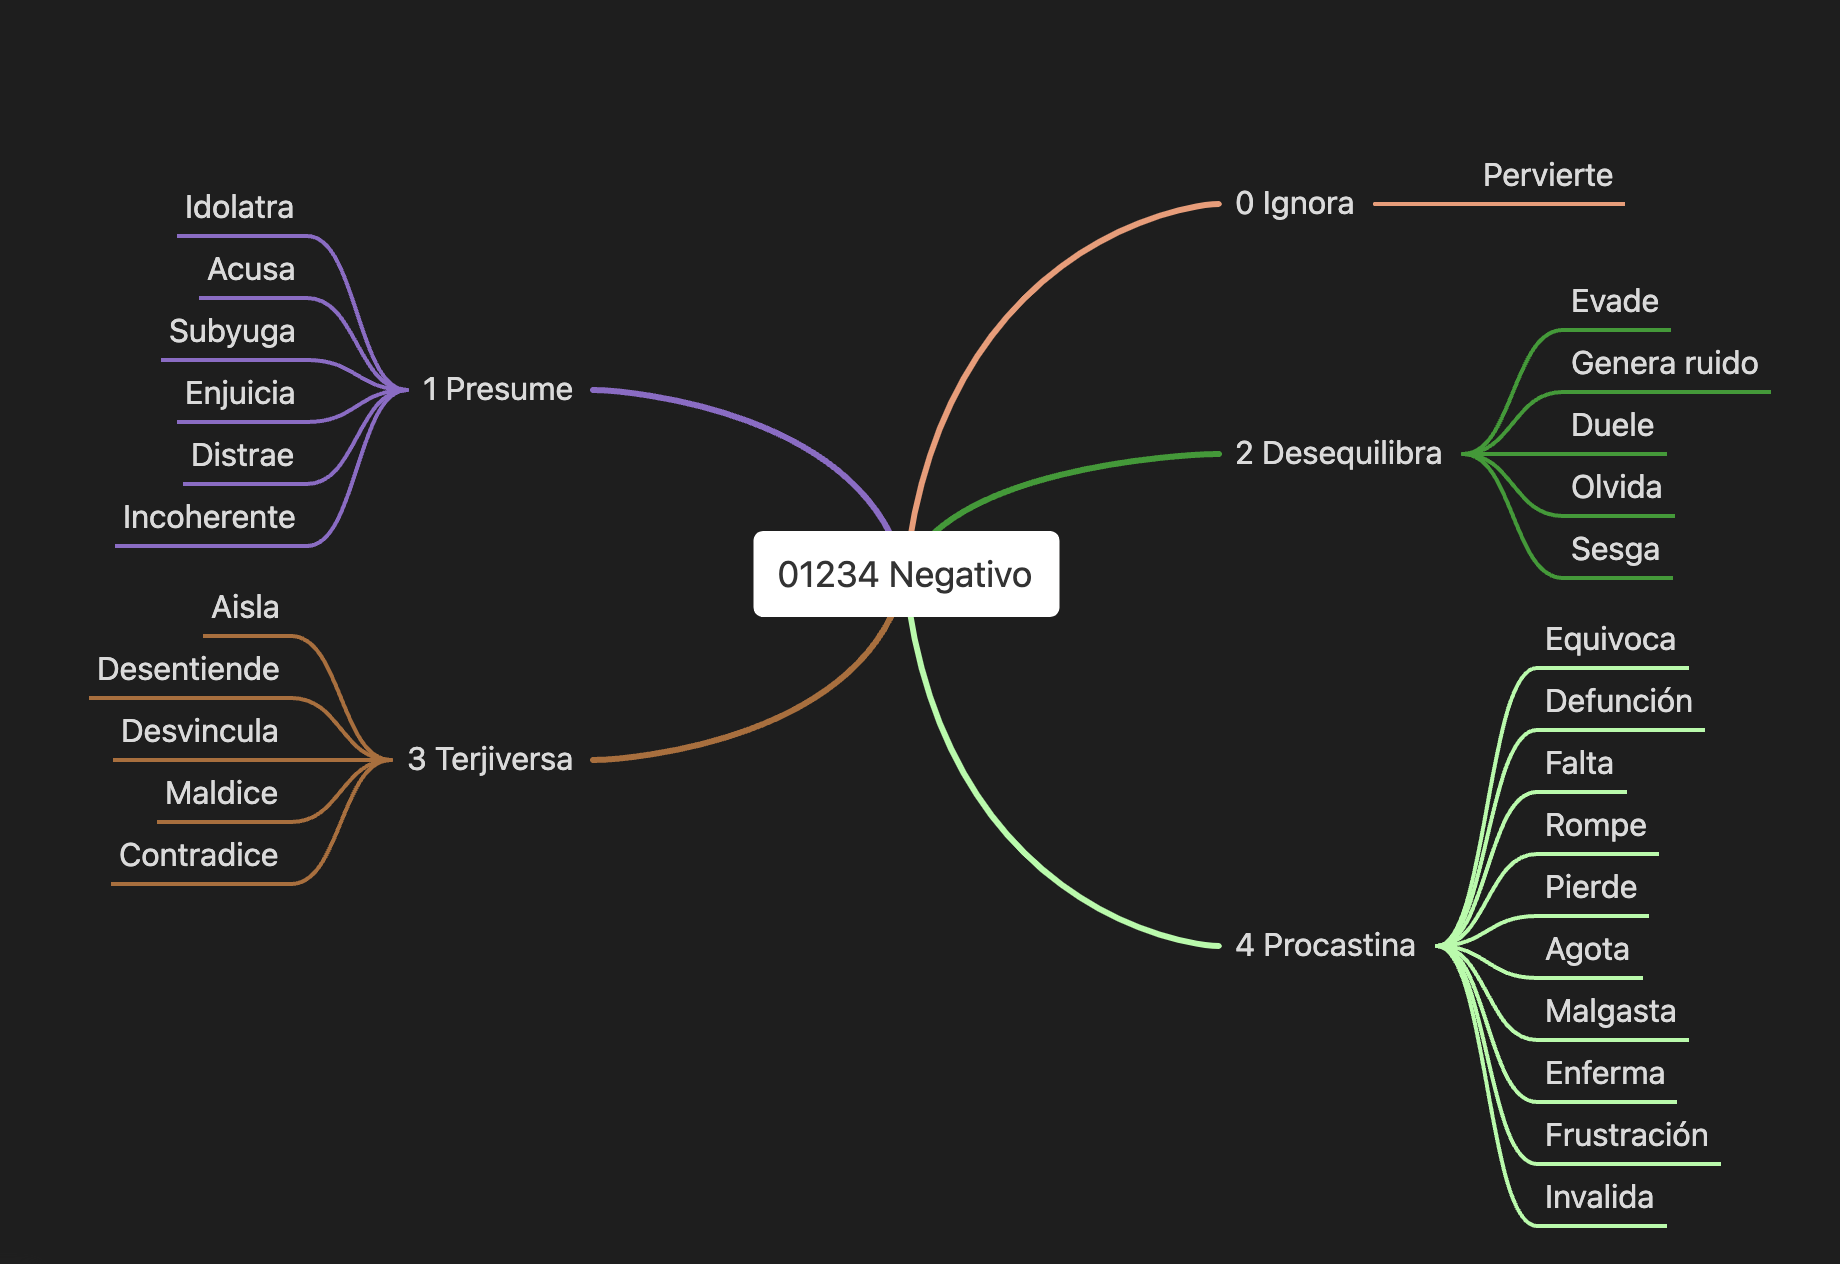 01234 Negativo
0 Ignora
Pervierte
1 Presume
Idolatra
Acusa
Subyuga
Enjuicia
Distrae
Incoherente
2 Desequilibra
Evade
Genera ruido
Duele
Olvida
Sesga
3 Terjiversa
Aisla
Desentiende
Desvincula
Maldice
Contradice
4 Procastina
Equivoca
Defunción
Falta
Rompe
Pierde
Agota
Malgasta
Enferma
Frustración
Invalida